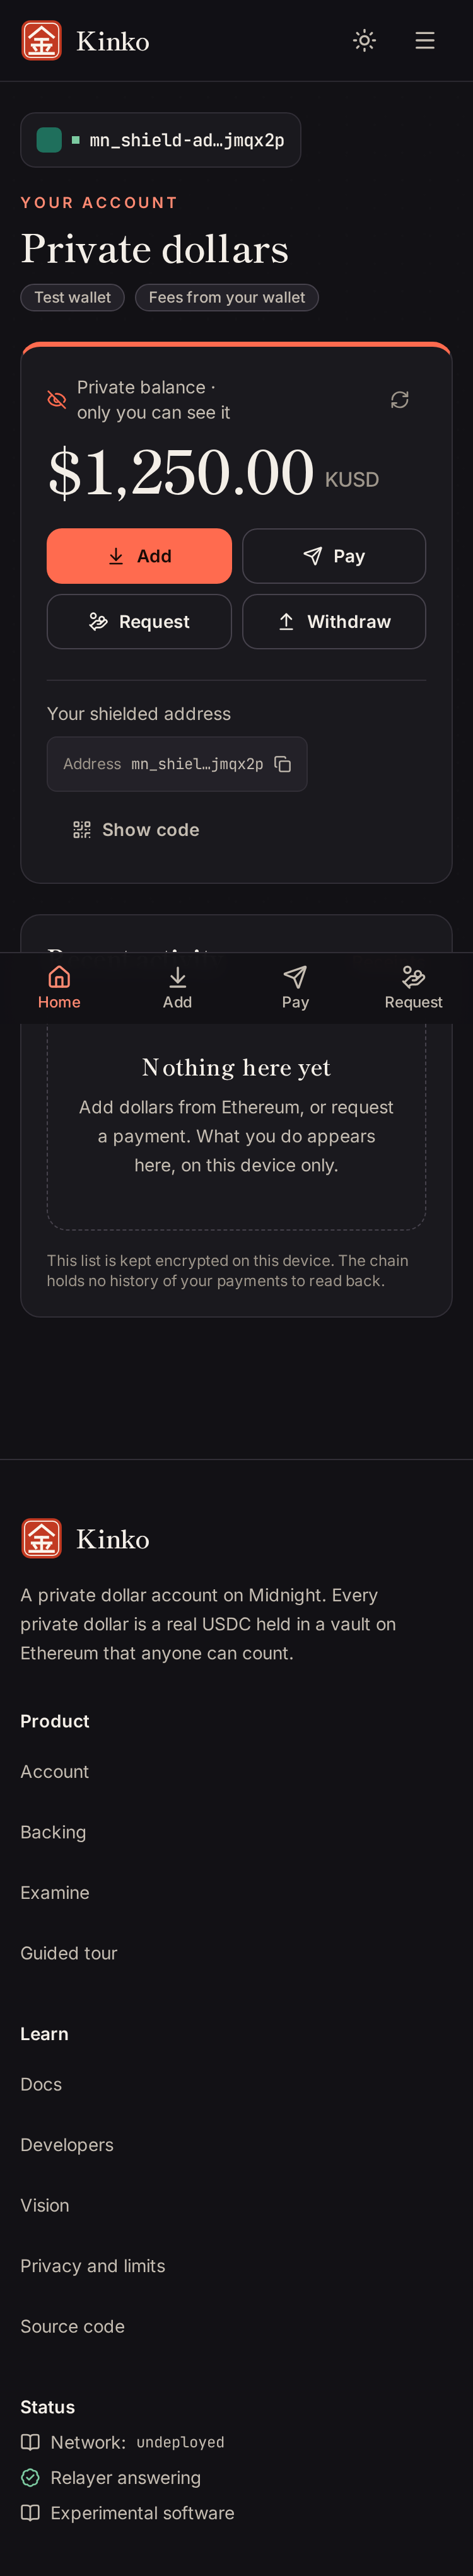 金 Kinko
mn_shield-ad…jmqx2p
YOUR ACCOUNT
Private dollars
Test wallet
Fees from your wallet
Private balance ·
only you can see it
$1,250.00 KUSD
Add
Pay
Request
Withdraw
Your shielded address
Address mn_shiel…jmqx2p
Show code
Home
Add
Pay
Request
Nothing here yet
Add dollars from Ethereum, or request
a payment. What you do appears
here, on this device only.
This list is kept encrypted on this device. The chain
holds no history of your payments to read back.
金 Kinko
A private dollar account on Midnight. Every
private dollar is a real USDC held in a vault on
Ethereum that anyone can count.
Product
Account
Backing
Examine
Guided tour
Learn
Docs
Developers
Vision
Privacy and limits
Source code
Status
Network: undeployed
Relayer answering
Experimental software